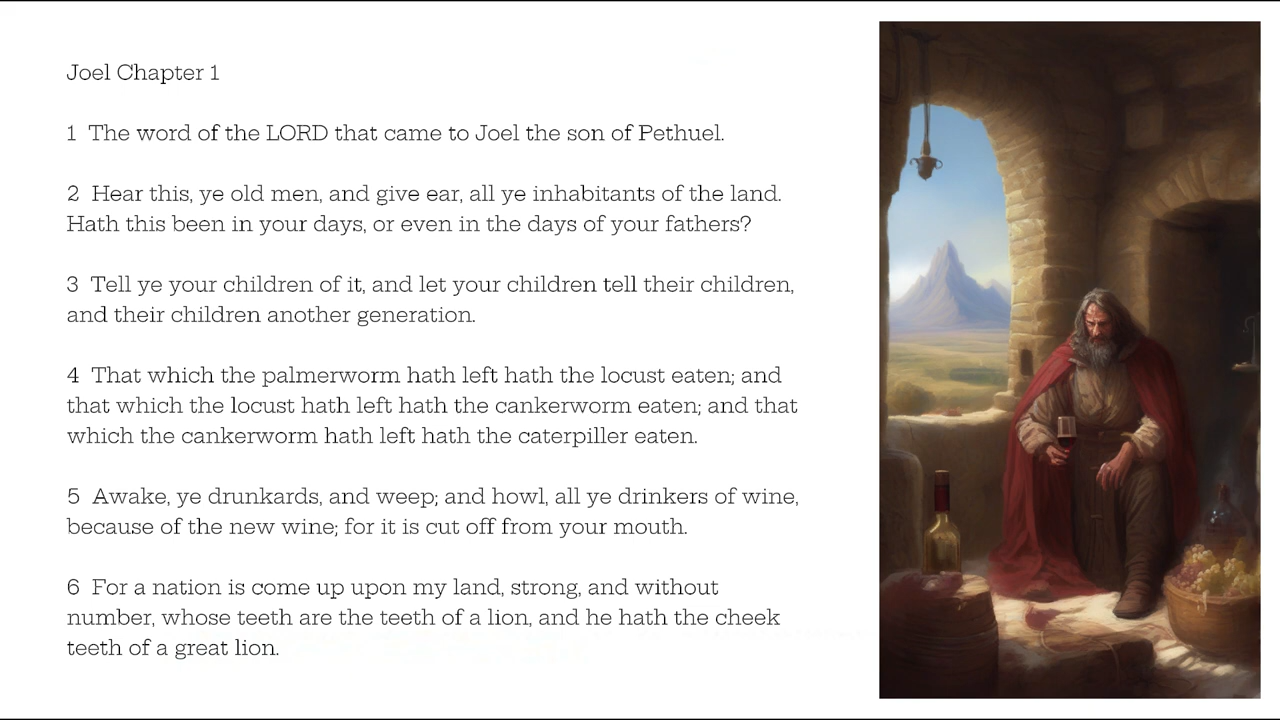 Joel Chapter 1
1 The word of the LORD that came to Joel the son of Pethuel.
2 Hear this, ye old men, and give ear, all ye inhabitants of the land.
Hath this been in your days, or even in the days of your fathers?
3 Tell ye your children of it, and let your children tell their children,
and their children another generation.
4 That which the palmerworm hath left hath the locust eaten; and
that which the locust hath left hath the cankerworm eaten; and that
which the cankerworm hath left hath the caterpiller eaten.
5 Awake, ye drunkards, and weep; and howl, all ye drinkers of wine,
because of the new wine; for it is cut off from your mouth.
6 For a nation is come up upon my land, strong, and without
number, whose teeth are the teeth of a lion, and he hath the cheek
teeth of a great lion.